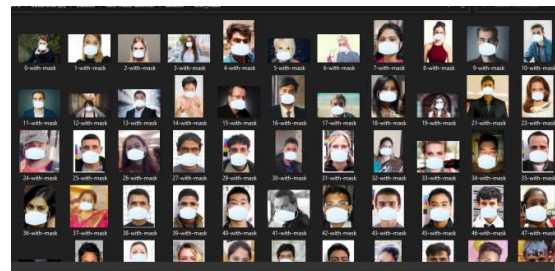 0-with-mask 1-with-mask 2-with-mask 3-with-mask 4-with-mask 5-with-mask 6-with-mask 7-with-mask 8-with-mask 9-with-mask 10-with-mask
11-with-mask 12-with-mask 13-with-mask 14-with-mask 15-with-mask 16-with-mask 17-with-mask 18-with-mask 19-with-mask 21-with-mask 23-with-mask
24-with-mask 25-with-mask 26-with-mask 27-with-mask 29-with-mask 30-with-mask 31-with-mask 32-with-mask 33-with-mask 34-with-mask 35-with-mask
36-with-mask 37-with-mask 38-with-mask 39-with-mask 40-with-mask 41-with-mask 42-with-mask 43-with-mask 45-with-mask 46-with-mask 47-with-mask